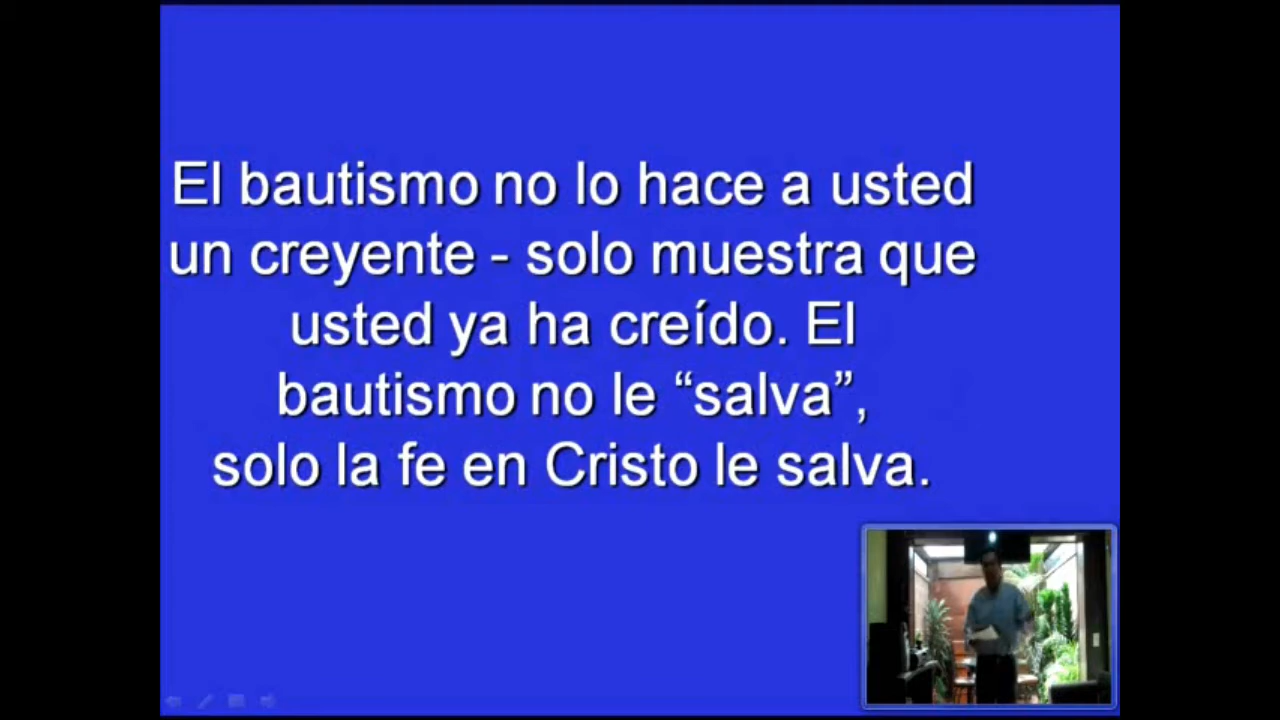 El bautismo no lo hace a usted
un creyente - solo muestra que
usted ya ha creído. El
bautismo no le “salva”,
solo la fe en Cristo le salva.